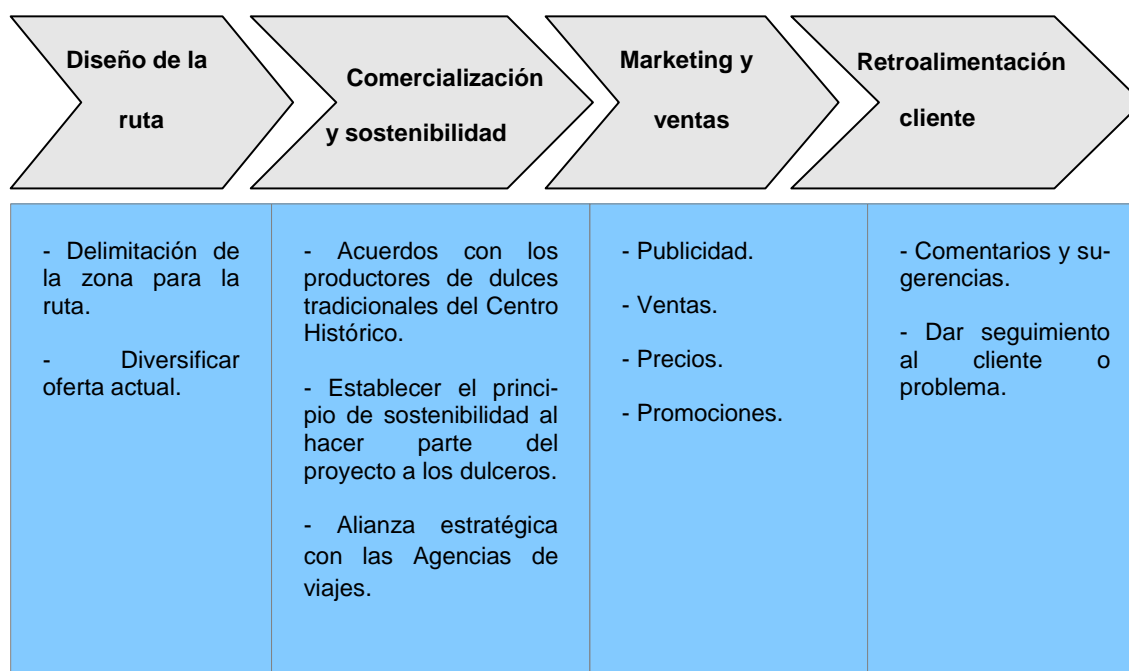 Diseño de la
ruta
Comercialización
y sostenibilidad
Marketing y
ventas
Retroalimentación
cliente
- Delimitación de
la zona para la
ruta.
- Diversificar
oferta actual.
- Acuerdos con los
productores de dulces
tradicionales del Centro
Histórico.
- Establecer el princi-
pio de sostenibilidad al
hacer parte del
proyecto a los dulceros.
- Alianza estratégica
con las Agencias de
viajes.
- Publicidad.
- Ventas.
- Precios.
- Promociones.
- Comentarios y su-
gerencias.
- Dar seguimiento
al cliente o
problema.